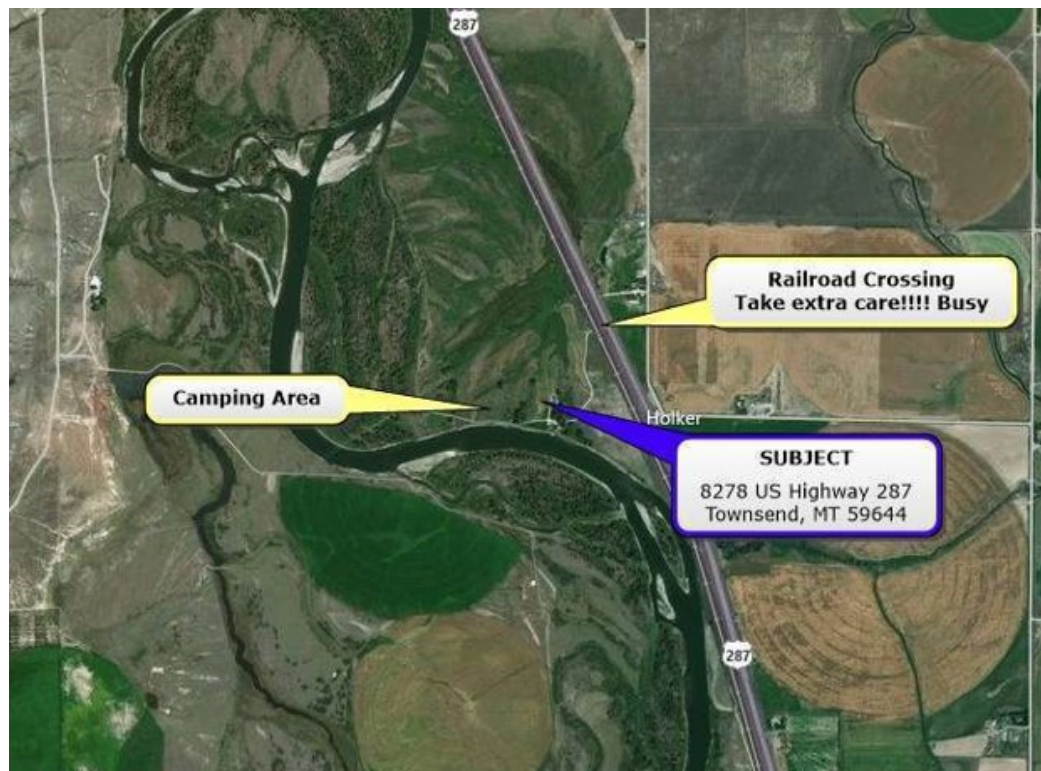 287
Railroad Crossing
Take extra care!!!! Busy
Camping Area
Holker
SUBJECT
8278 US Highway 287
Townsend, MT 59644
287